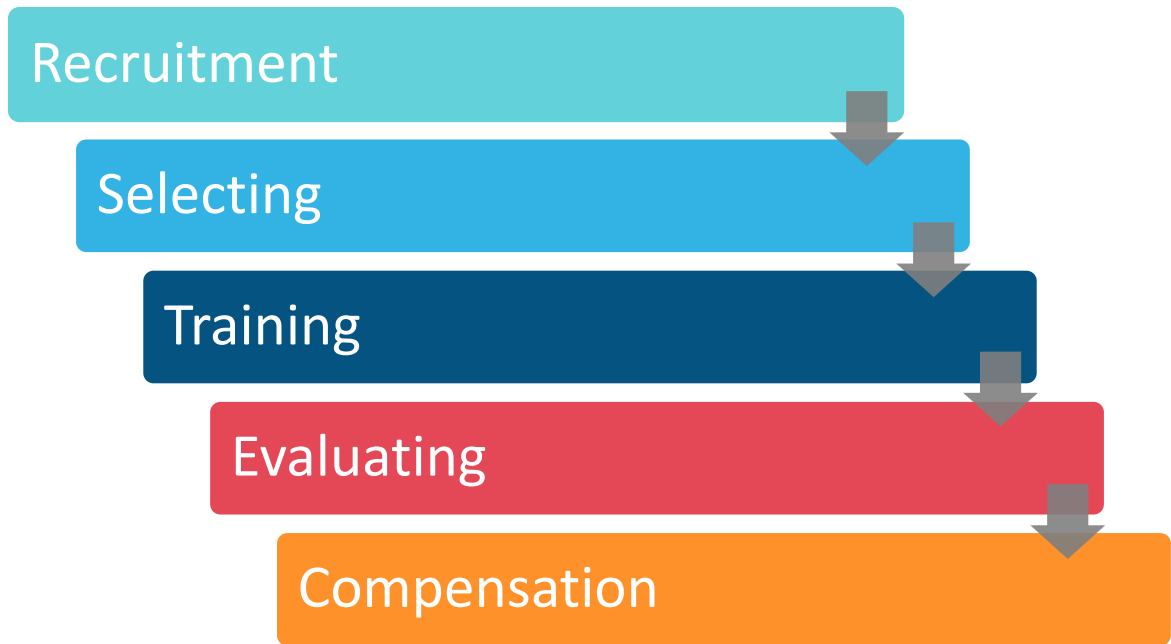 Recruitment
Selecting
Training
Evaluating
Compensation